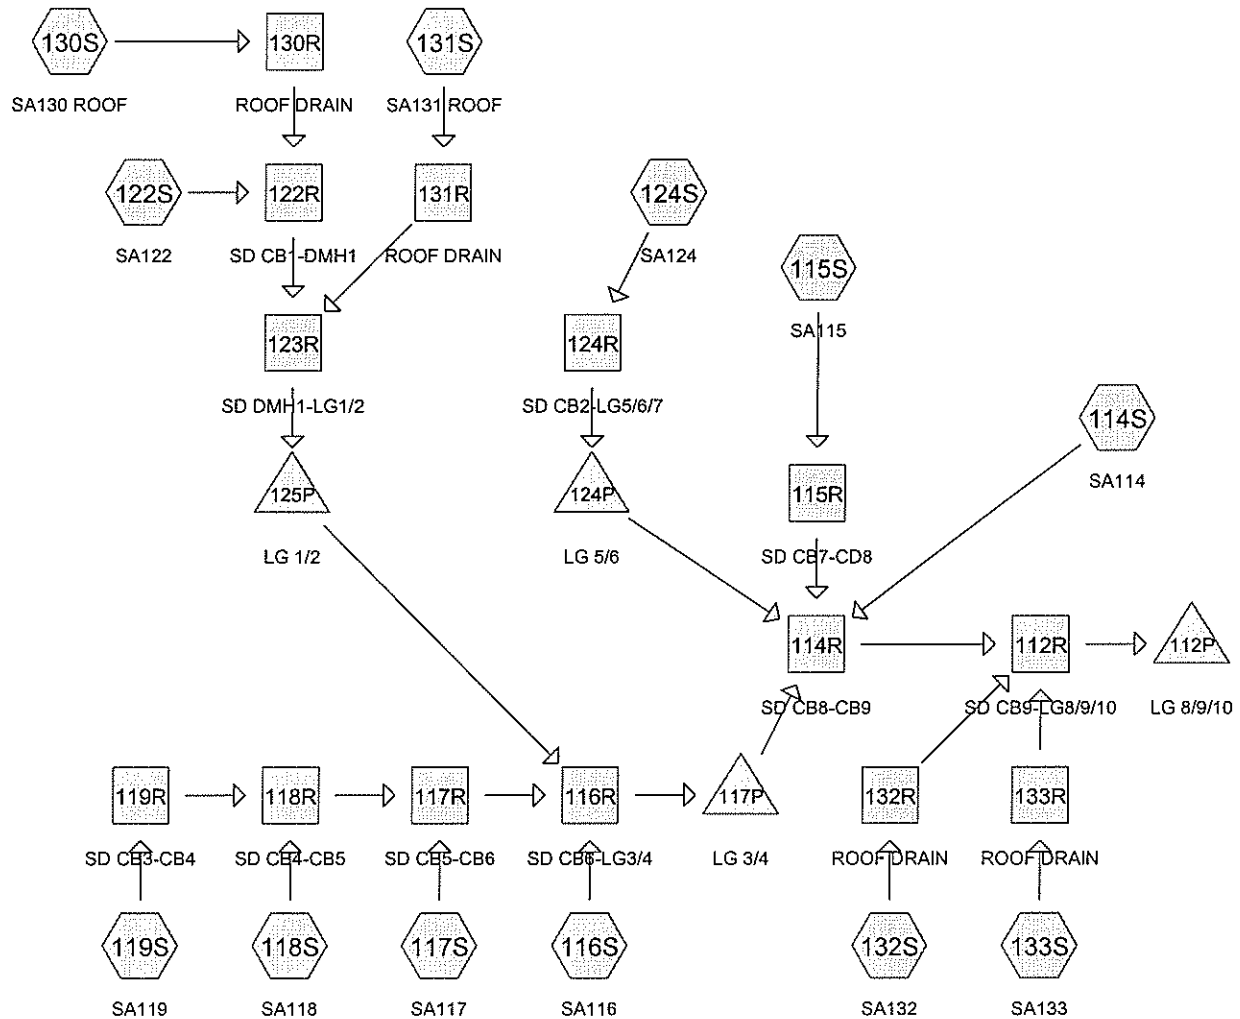 130S
130R
131S
SA130 ROOF
ROOF DRAIN
SA131 ROOF
122S
122R
131R
124S
SA122
SD CB1-DMH1
ROOF DRAIN
SA124
115S
SA115
123R
124R
SD DMH1-LG1/2
SD CB2-LG5/6/7
114S
SA114
125P
124P
115R
LG 1/2
LG 5/6
SD CB7-CD8
114R
112R
112P
SD CB8-CB9
SD CB9-LG8/9/10
LG 8/9/10
119R
118R
117R
116R
117P
132R
133R
SD CB3-CB4
SD CB4-CB5
SD CB5-CB6
SD CB6-LG3/4
LG 3/4
ROOF DRAIN
ROOF DRAIN
119S
118S
117S
116S
132S
133S
SA119
SA118
SA117
SA116
SA132
SA133